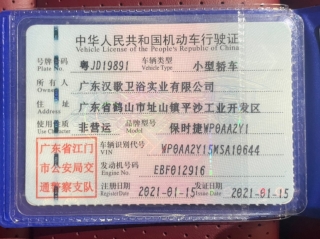 中华人民共和国机动车行驶证
Vehicle License of the People's Republic of China
号牌号码 粤JD19891 车辆类型 小型轿车
Plate No. Vehicle Type
所有人 广东汉歌卫浴实业有限公司
Owner
住址 广东省鹤山市址山镇平沙工业开发区
Address
使用性质 非营运 品牌型号 保时捷WP0AA2Y1
Use Character Model
广东省江门 车辆识别代号 WP0AA2Y15MSA10644
VIN
市公安局交 发动机号码 EBF012916
Engine No.
通警察支队 注册日期 2021-01-15 发证日期 2021-01-15
Register Date Issue Date